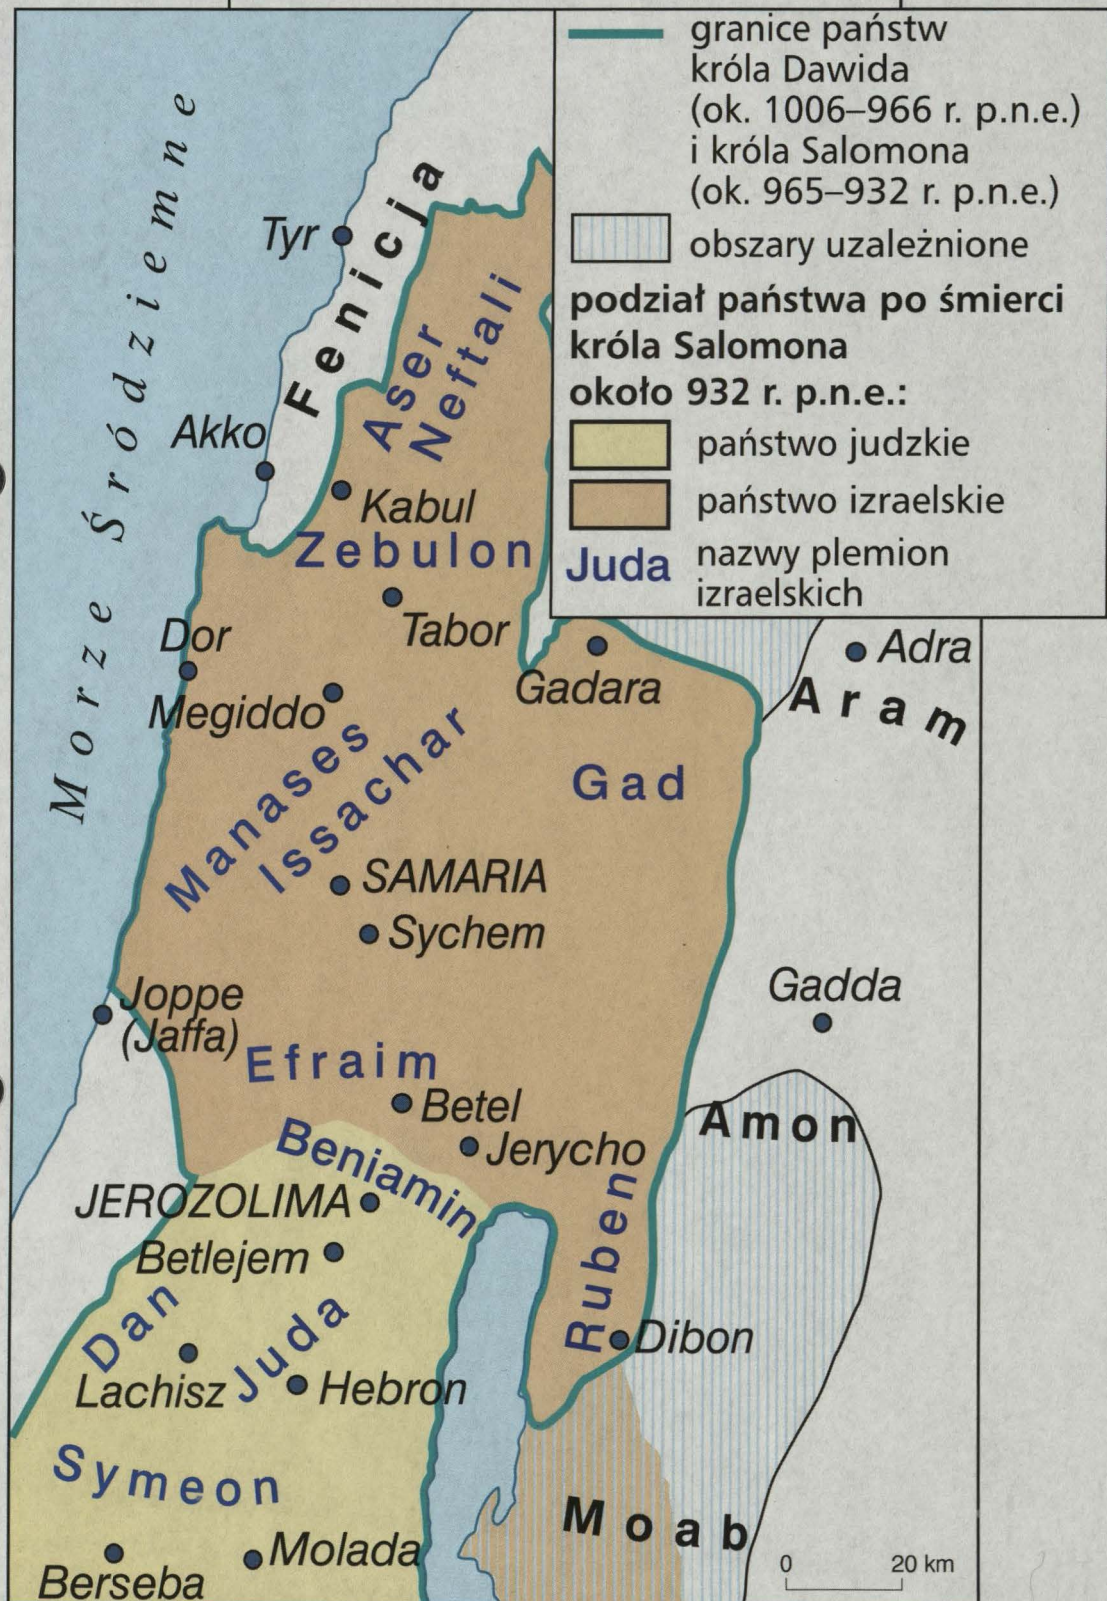 granice państw
króla Dawida
(ok. 1006–966 r. p.n.e.)
i króla Salomona
(ok. 965–932 r. p.n.e.)
obszary uzależnione
podział państwa po śmierci
króla Salomona
około 932 r. p.n.e.:
państwo judzkie
państwo izraelskie
Juda
nazwy plemion
izraelskich
Morze Śródziemne
Fenicja
Tyr
Aser
Neftali
Akko
Kabul
Zebulon
Tabor
Dor
Megiddo
Gadara
Adra
Aram
Manases
Issachar
Gad
SAMARIA
Sychem
Gadda
Joppe
(Jaffa)
Efraim
Betel
Amon
Beniamin
Jerycho
JEROZOLIMA
Betlejem
Ruben
Dan
Juda
Dibon
Lachisz
Hebron
Symeon
Moab
Molada
Berseba
0 20 km